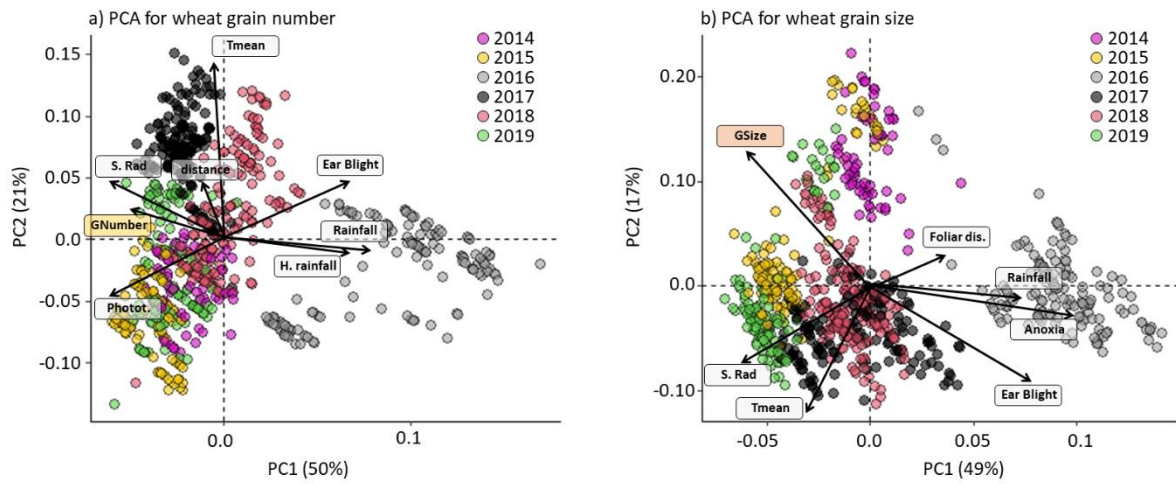 a) PCA for wheat grain number
Tmean
0.15
0.10
0.05
0.0
-0.05
-0.10
PC2 (21%)
S. Rad
distance
Ear Blight
GNumber
Rainfall
H. rainfall
Photot.
2014
2015
2016
2017
2018
2019
0.0
0.1
PC1 (50%)
b) PCA for wheat grain size
0.20
0.10
0.0
-0.10
PC2 (17%)
GSize
Foliar dis.
Rainfall
Anoxia
S. Rad
Ear Blight
Tmean
2014
2015
2016
2017
2018
2019
-0.05
0.0
0.05
0.1
PC1 (49%)